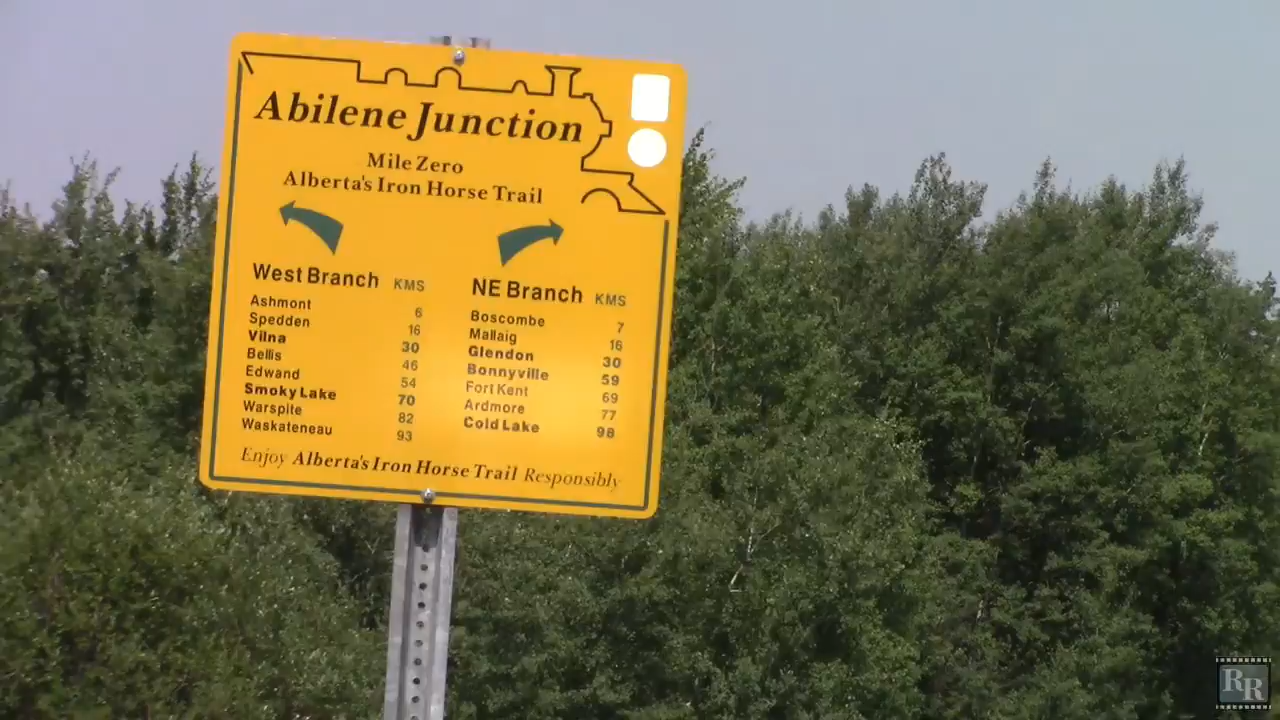 Abilene Junction
Mile Zero
Alberta's Iron Horse Trail
West Branch KMS
Ashmont 6
Spedden 16
Vilna 30
Bellis 46
Edwand 54
Smoky Lake 70
Warspite 82
Waskateneau 93
NE Branch KMS
Boscombe 7
Mallaig 16
Glendon 30
Bonnyville 59
Fort Kent 69
Ardmore 77
Cold Lake 98
Enjoy Alberta's Iron Horse Trail Responsibly
RR